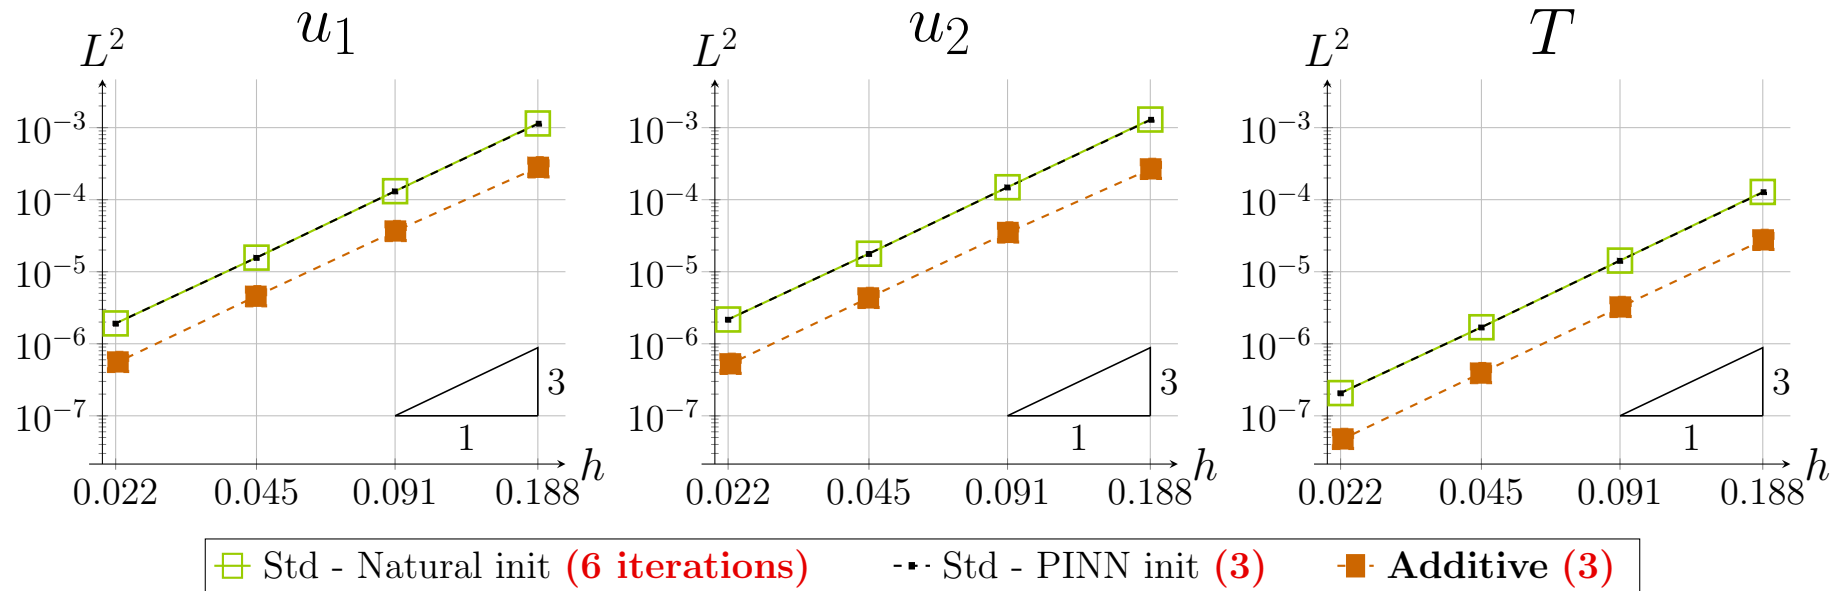 u₁ u₂ T
L² L² L²
10⁻³ 10⁻³ 10⁻³
10⁻⁴ 10⁻⁴ 10⁻⁴
10⁻⁵ 10⁻⁵ 10⁻⁵
10⁻⁶ 10⁻⁶ 10⁻⁶
3 3 3
10⁻⁷ 10⁻⁷ 10⁻⁷
1 1 1
h h h
0.022 0.045 0.091 0.188 0.022 0.045 0.091 0.188 0.022 0.045 0.091 0.188
Std - Natural init (6 iterations) Std - PINN init (3) Additive (3)